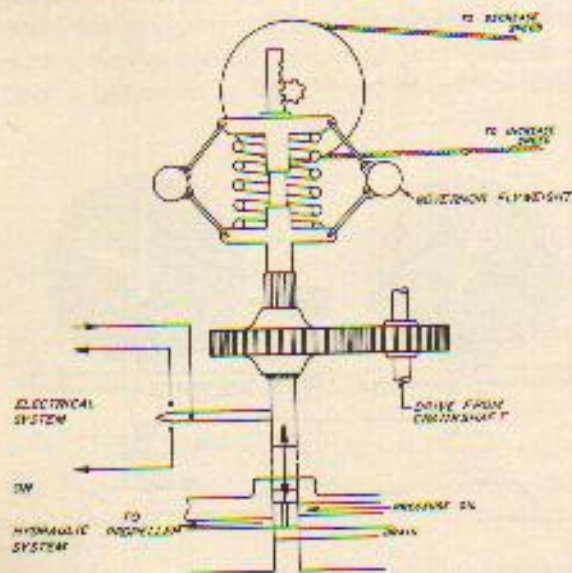 TO DECREASE
SPEED
TO INCREASE
SPEED
GOVERNOR FLYWEIGHT
DRIVE FROM
CRANKSHAFT
ELECTRICAL
SYSTEM
OR
HYDRAULIC
SYSTEM
TO
PROPELLER
PRESSURE OIL
DRAIN